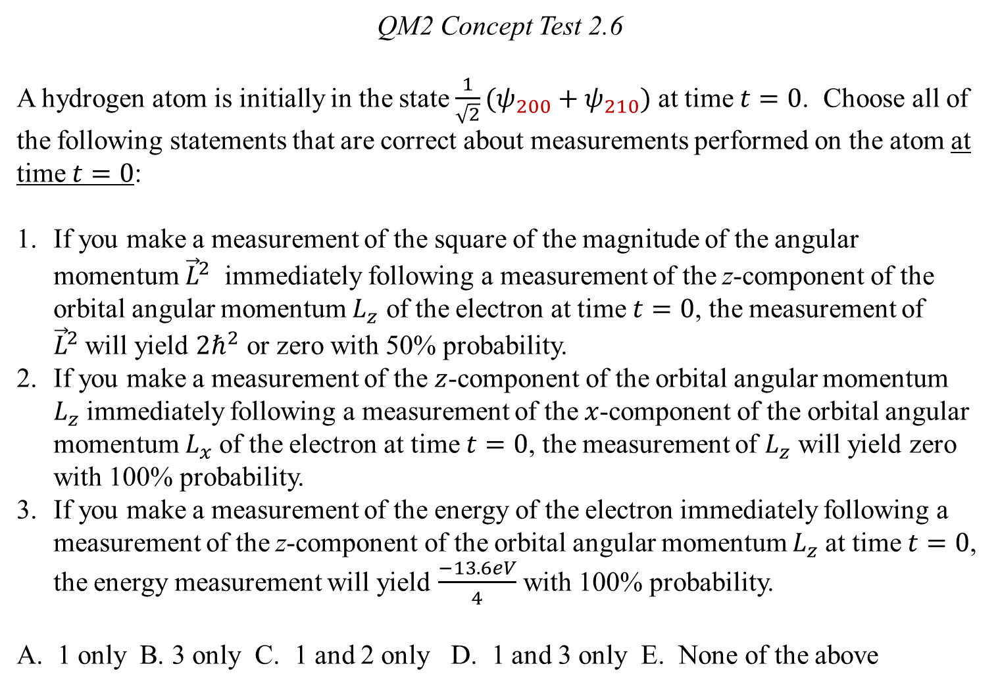 QM2 Concept Test 2.6
A hydrogen atom is initially in the state $\frac{1}{\sqrt{2}}(\psi_{200} + \psi_{210})$ at time $t = 0$. Choose all of
the following statements that are correct about measurements performed on the atom at
time $t = 0$:
1. If you make a measurement of the square of the magnitude of the angular
momentum $\vec{L}^2$ immediately following a measurement of the z-component of the
orbital angular momentum $L_z$ of the electron at time $t = 0$, the measurement of
$\vec{L}^2$ will yield $2\hbar^2$ or zero with 50% probability.
2. If you make a measurement of the z-component of the orbital angular momentum
$L_z$ immediately following a measurement of the x-component of the orbital angular
momentum $L_x$ of the electron at time $t = 0$, the measurement of $L_z$ will yield zero
with 100% probability.
3. If you make a measurement of the energy of the electron immediately following a
measurement of the z-component of the orbital angular momentum $L_z$ at time $t = 0$,
the energy measurement will yield $\frac{-13.6eV}{4}$ with 100% probability.
A. 1 only B. 3 only C. 1 and 2 only D. 1 and 3 only E. None of the above